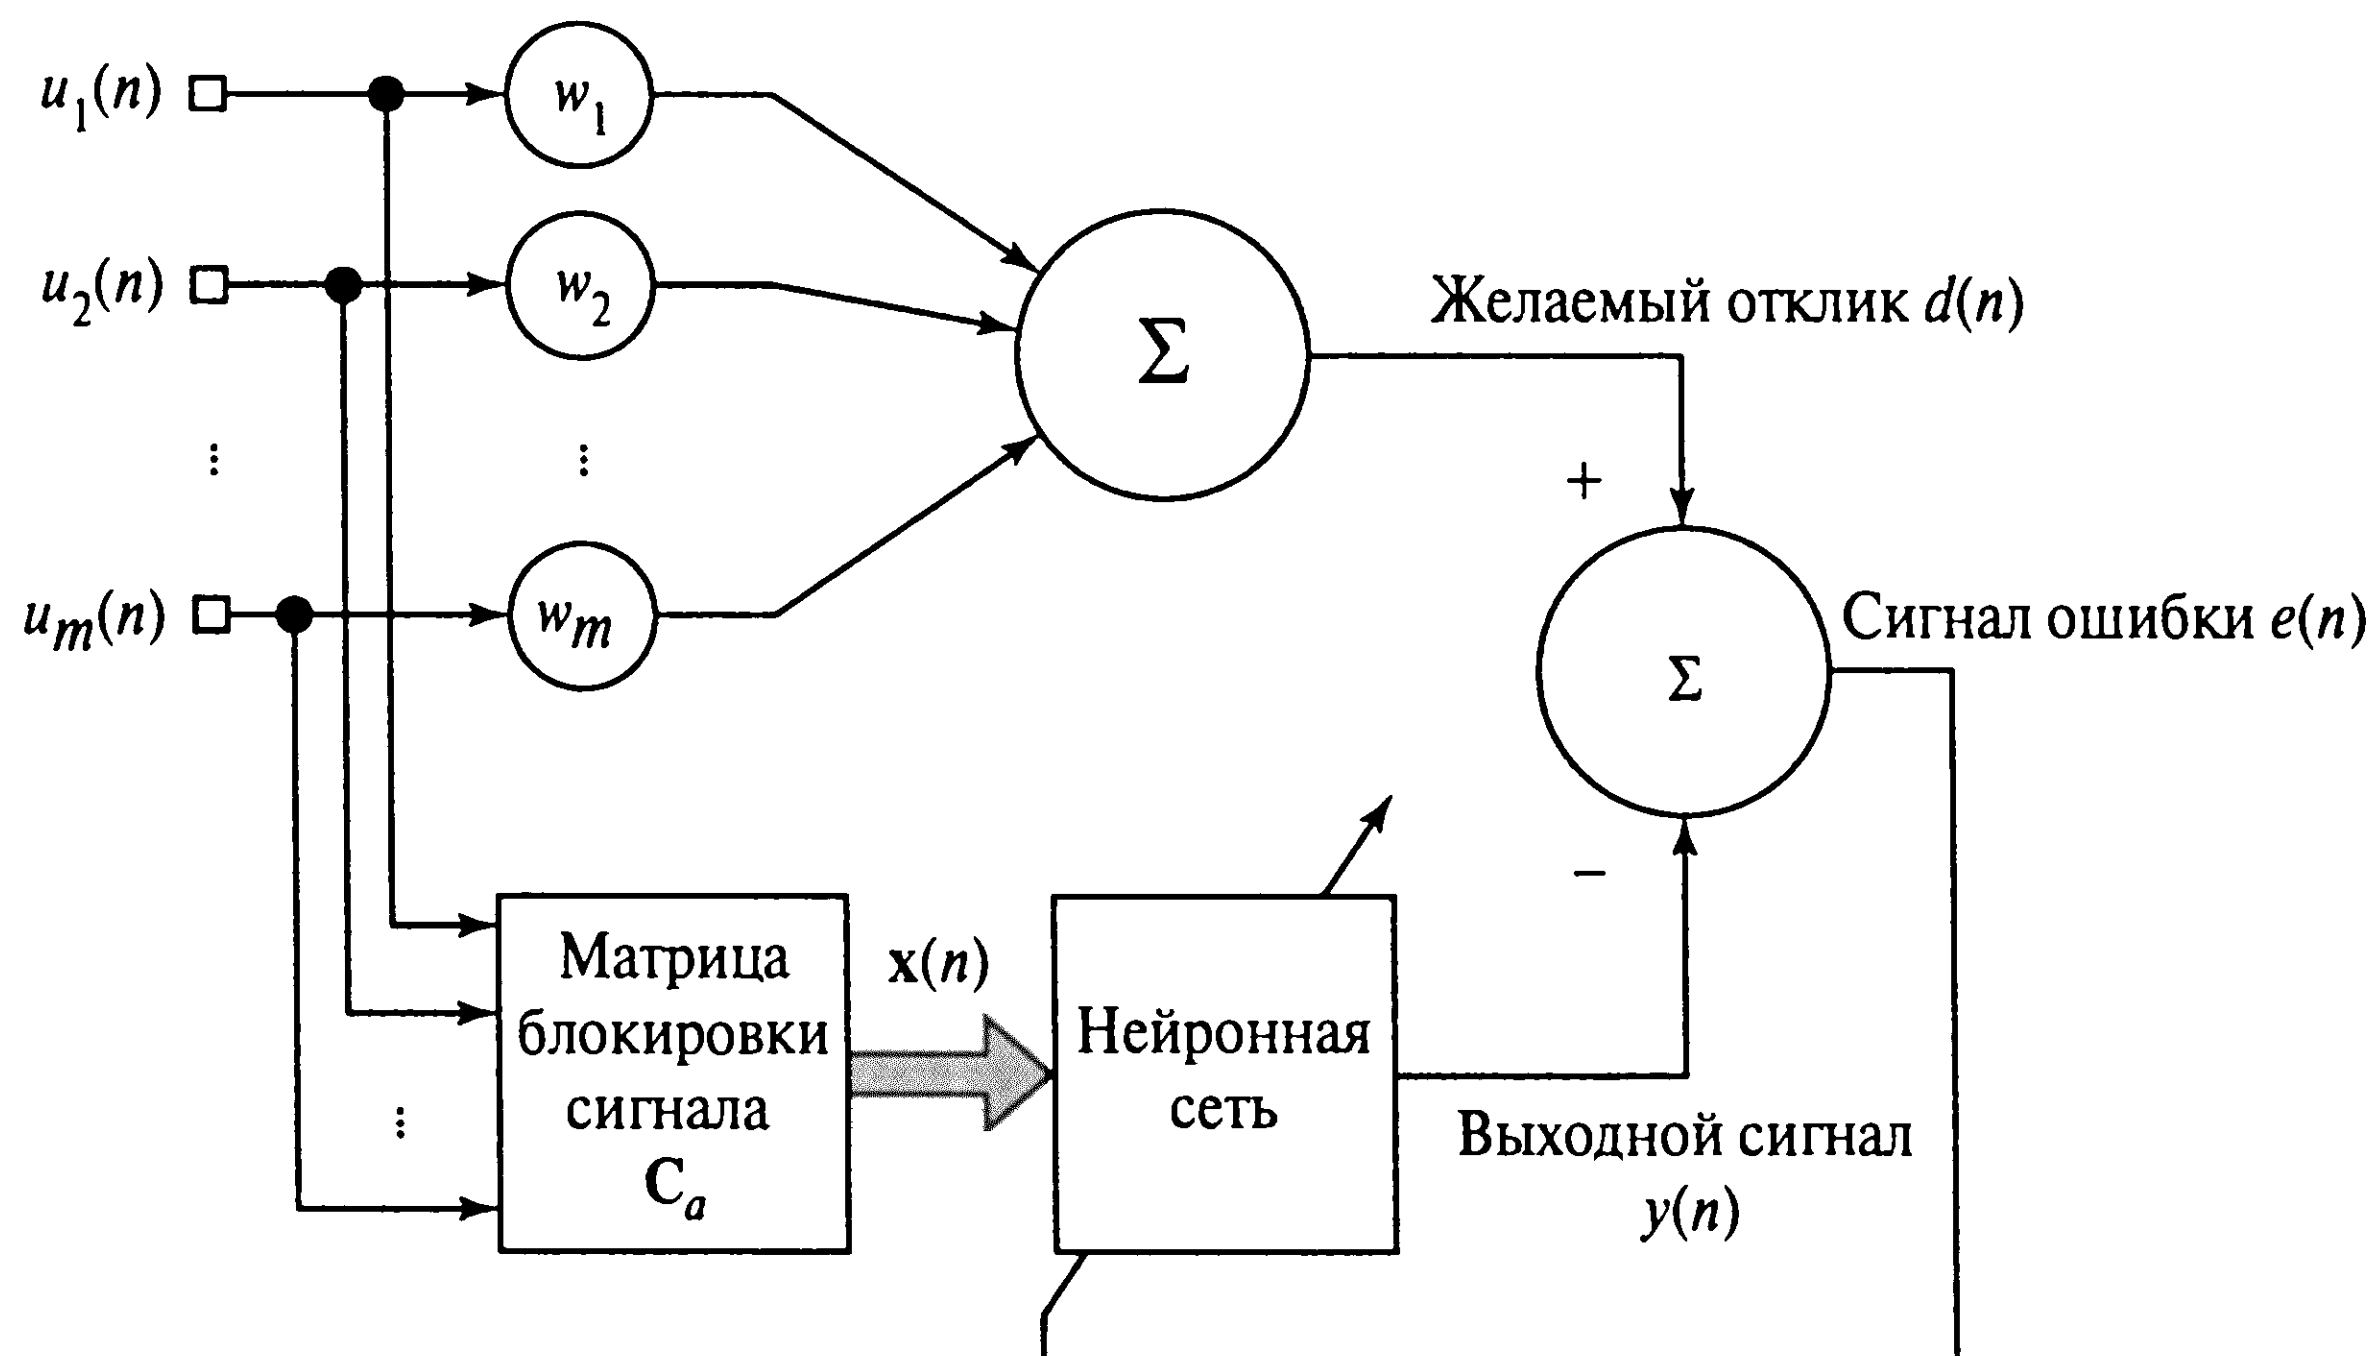 u₁(n)
w₁
u₂(n)
w₂
Σ
Желаемый отклик d(n)
⋮
⋮
+
uₘ(n)
wₘ
Сигнал ошибки e(n)
Σ
−
Матрица
блокировки
сигнала
Cₐ
x(n)
Нейронная
сеть
⋮
Выходной сигнал
y(n)